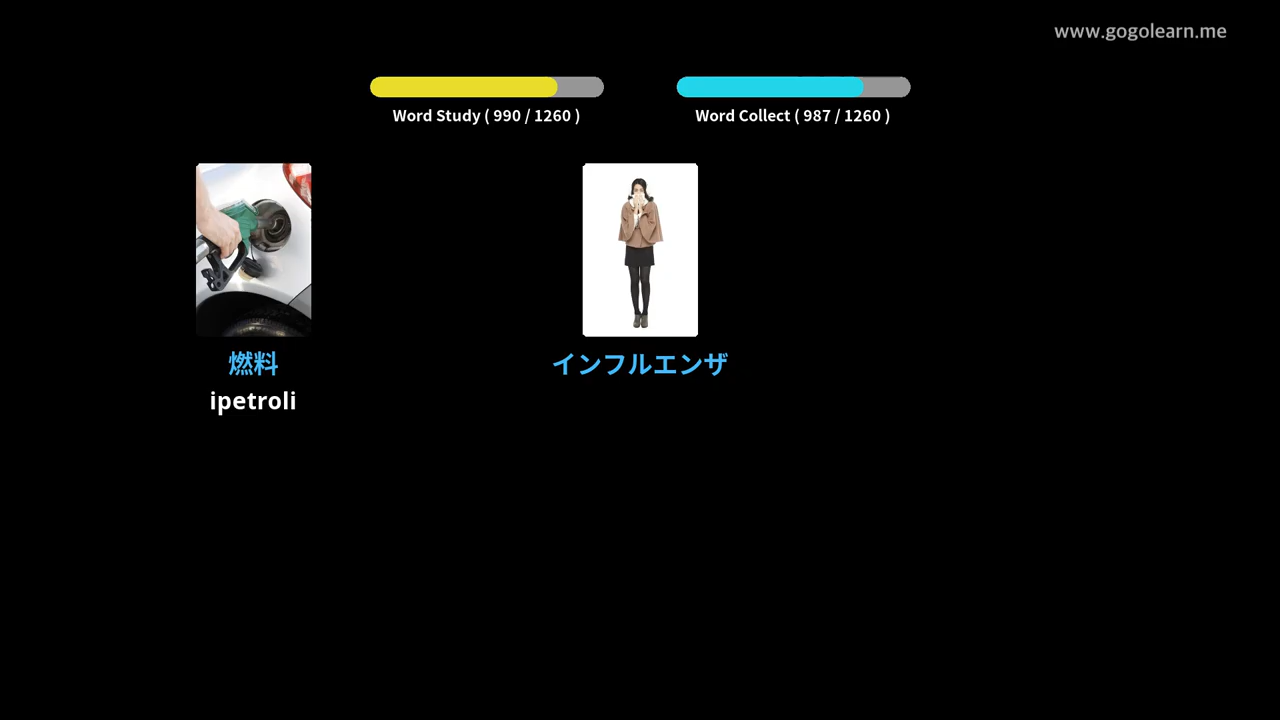 www.gogolearn.me
Word Study ( 990 / 1260 )
Word Collect ( 987 / 1260 )
燃料
ipetroli
インフルエンザ